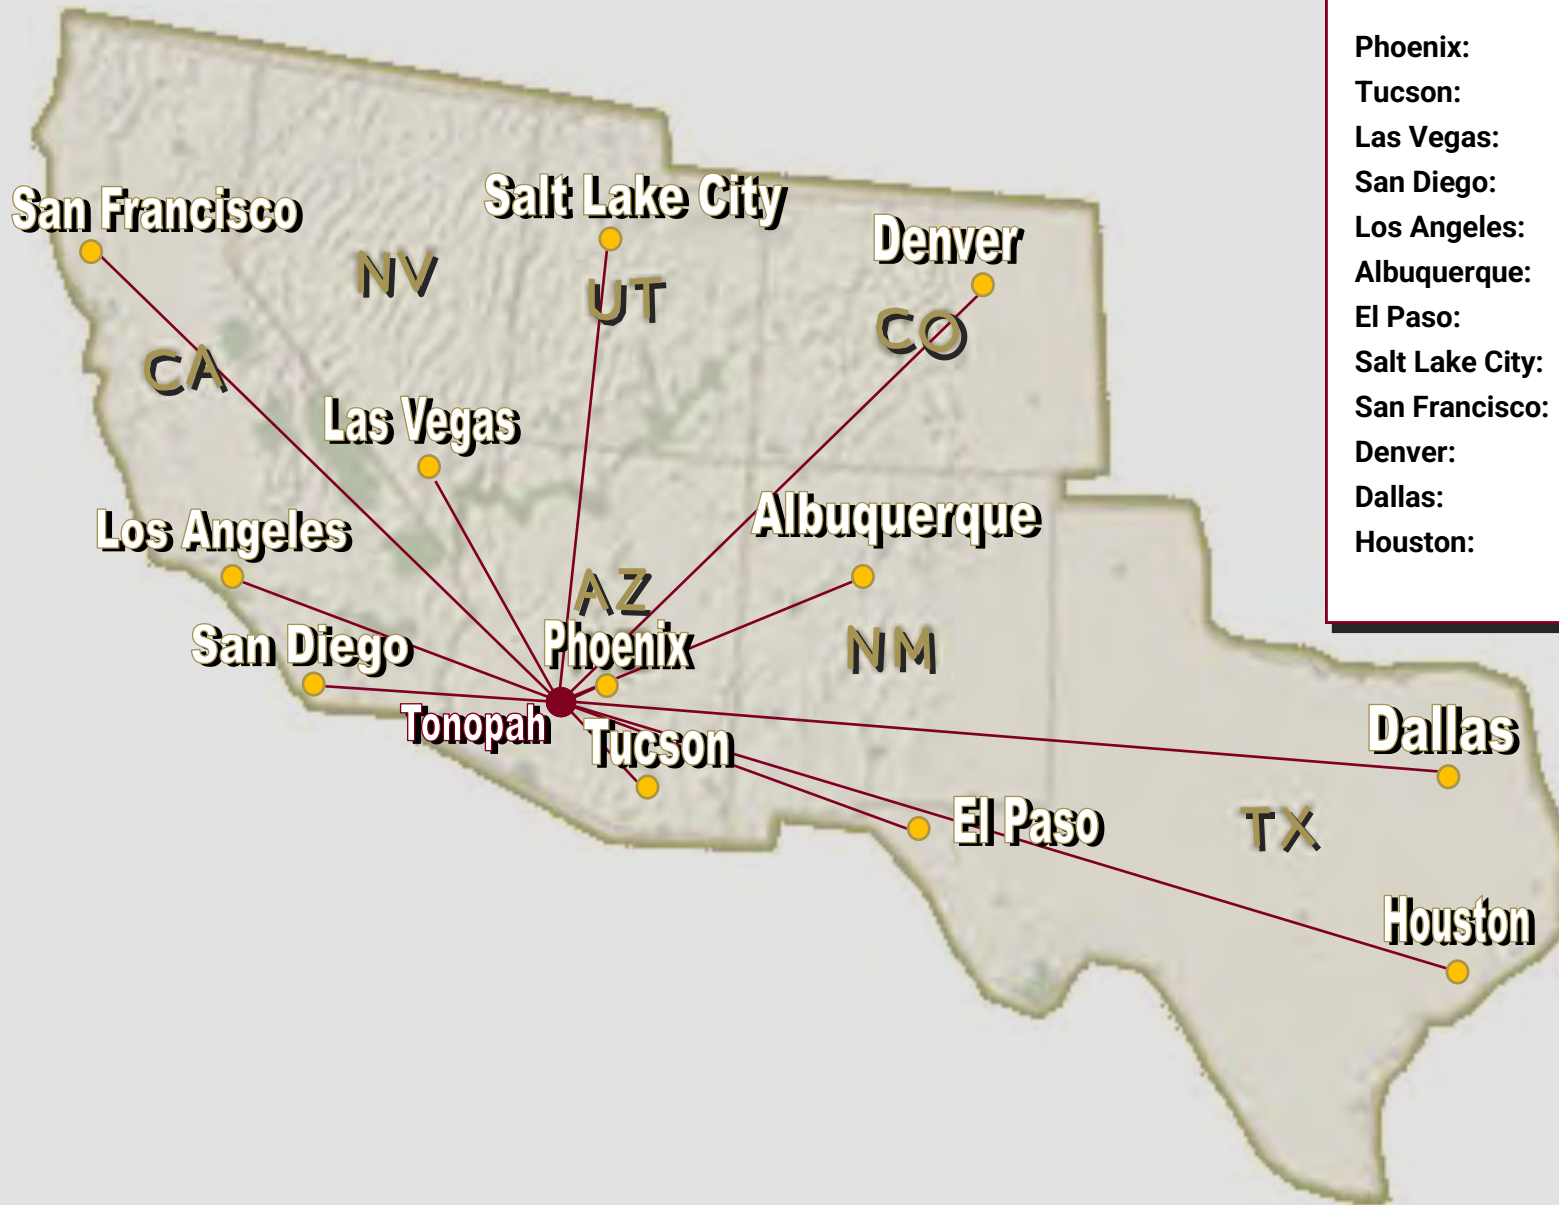 Phoenix:
Tucson:
Las Vegas:
San Diego:
Los Angeles:
Albuquerque:
El Paso:
Salt Lake City:
San Francisco:
Denver:
Dallas:
Houston:
San Francisco
Salt Lake City
Denver
NV
UT
CO
CA
Las Vegas
Los Angeles
Albuquerque
AZ
San Diego
Phoenix
NM
Tonopah
Tucson
Dallas
El Paso
TX
Houston